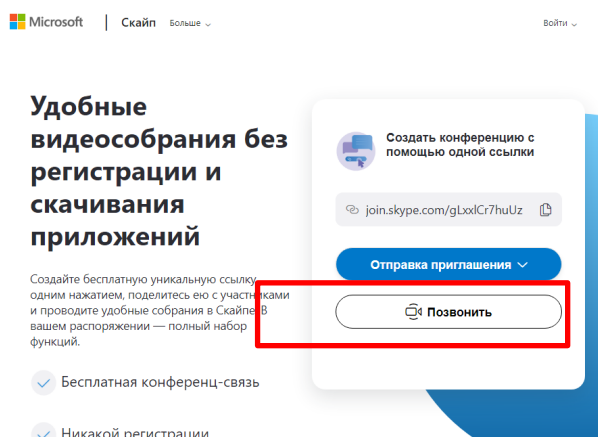 Microsoft
Скайп
Больше
Войти
Удобные
видеособрания без
регистрации и
скачивания
приложений
Создайте бесплатную уникальную ссылку
одним нажатием, поделитесь ею с участниками
и проводите удобные собрания в Скайпе. В
вашем распоряжении — полный набор
функций.
Бесплатная конференц-связь
Никакой регистрации
Создать конференцию с
помощью одной ссылки
join.skype.com/gLxxlCr7huUz
Отправка приглашения
Позвонить